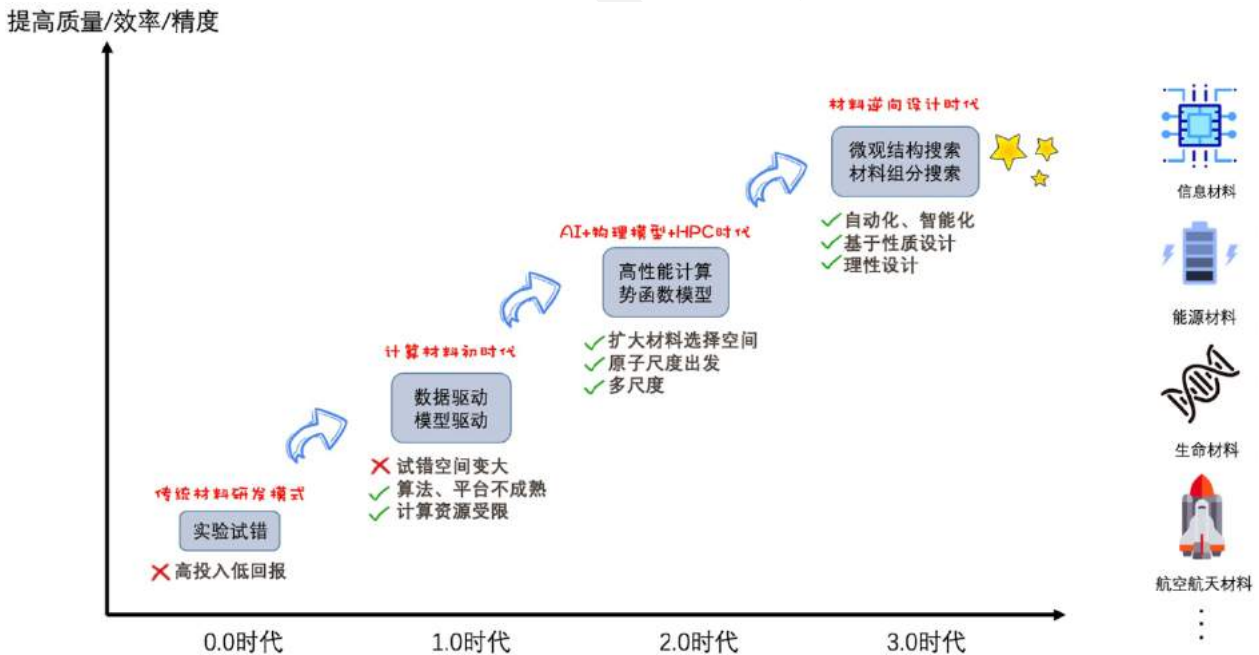 提高质量/效率/精度
传统材料研发模式
实验试错
高投入低回报
计算材料初时代
数据驱动
模型驱动
试错空间变大
算法、平台不成熟
计算资源受限
AI+物理模型+HPC时代
高性能计算
势函数模型
扩大材料选择空间
原子尺度出发
多尺度
材料逆向设计时代
微观结构搜索
材料组分搜索
自动化、智能化
基于性质设计
理性设计
0.0时代
1.0时代
2.0时代
3.0时代
信息材料
能源材料
生命材料
航空航天材料